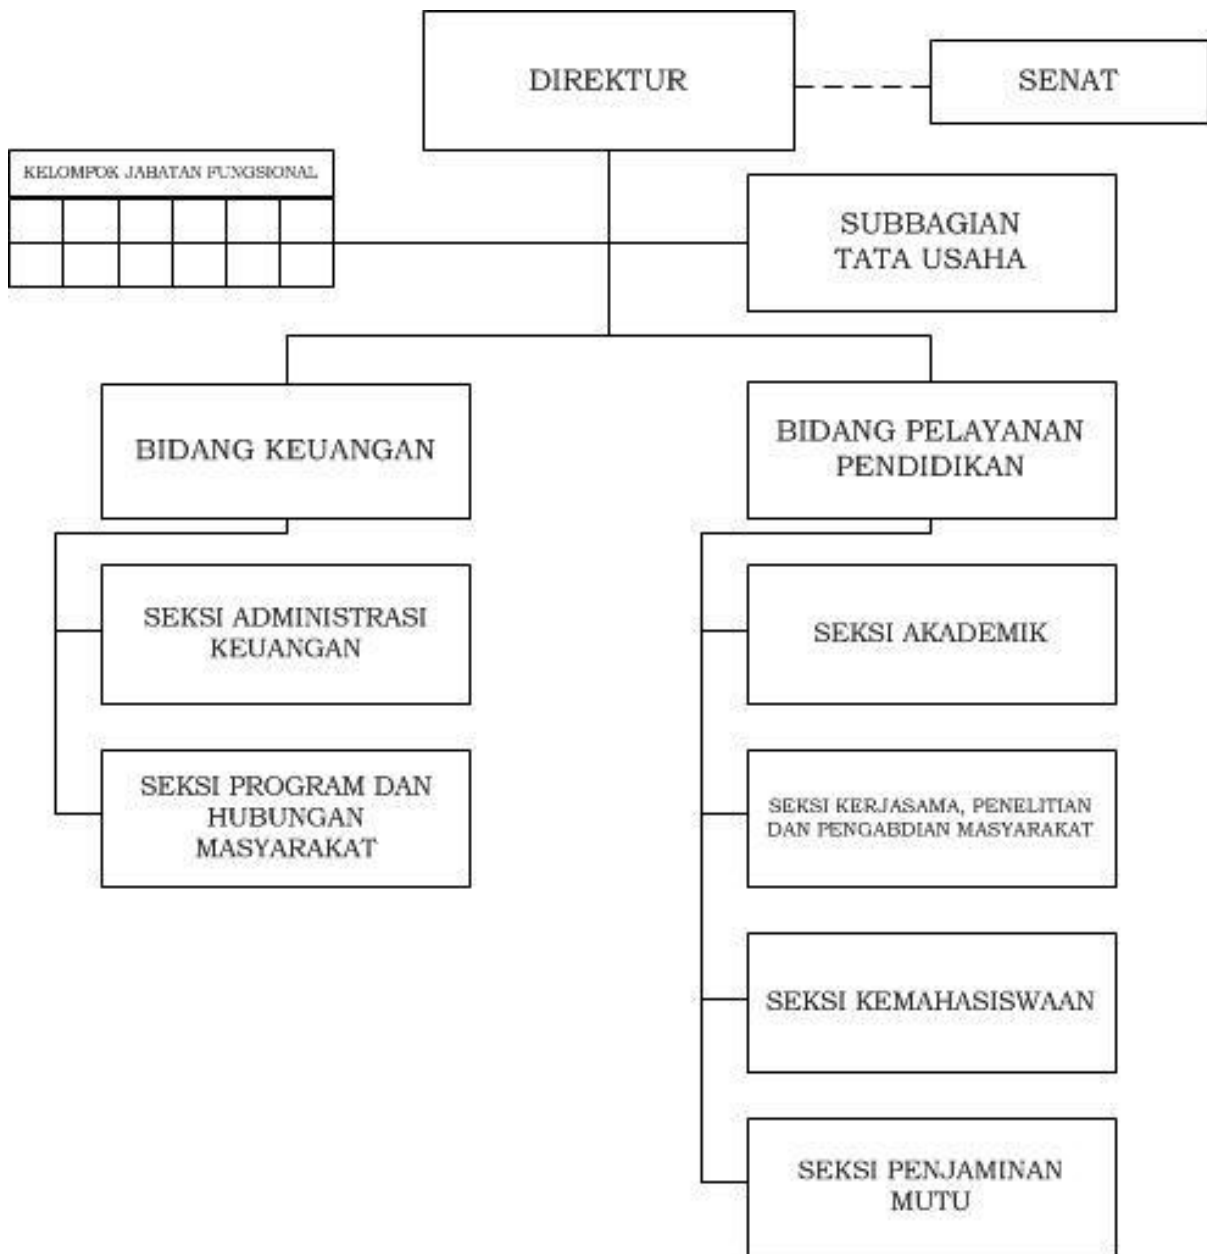 DIREKTUR
SENAT
KELOMPOK JABATAN FUNGSIONAL
SUBBAGIAN
TATA USAHA
BIDANG KEUANGAN
BIDANG PELAYANAN
PENDIDIKAN
SEKSI ADMINISTRASI
KEUANGAN
SEKSI AKADEMIK
SEKSI PROGRAM DAN
HUBUNGAN
MASYARAKAT
SEKSI KERJASAMA, PENELITIAN
DAN PENGABDIAN MASYARAKAT
SEKSI KEMAHASISWAAN
SEKSI PENJAMINAN
MUTU